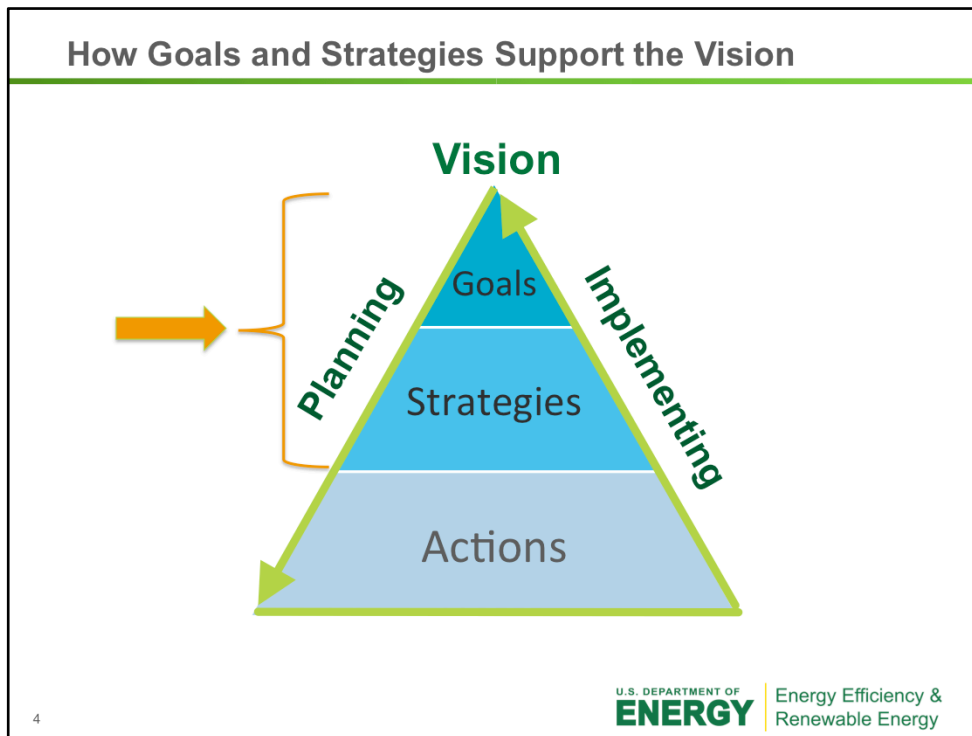 How Goals and Strategies Support the Vision
Vision
Goals
Planning
Implementing
Strategies
Actions
4
U.S. DEPARTMENT OF
ENERGY
Energy Efficiency &
Renewable Energy